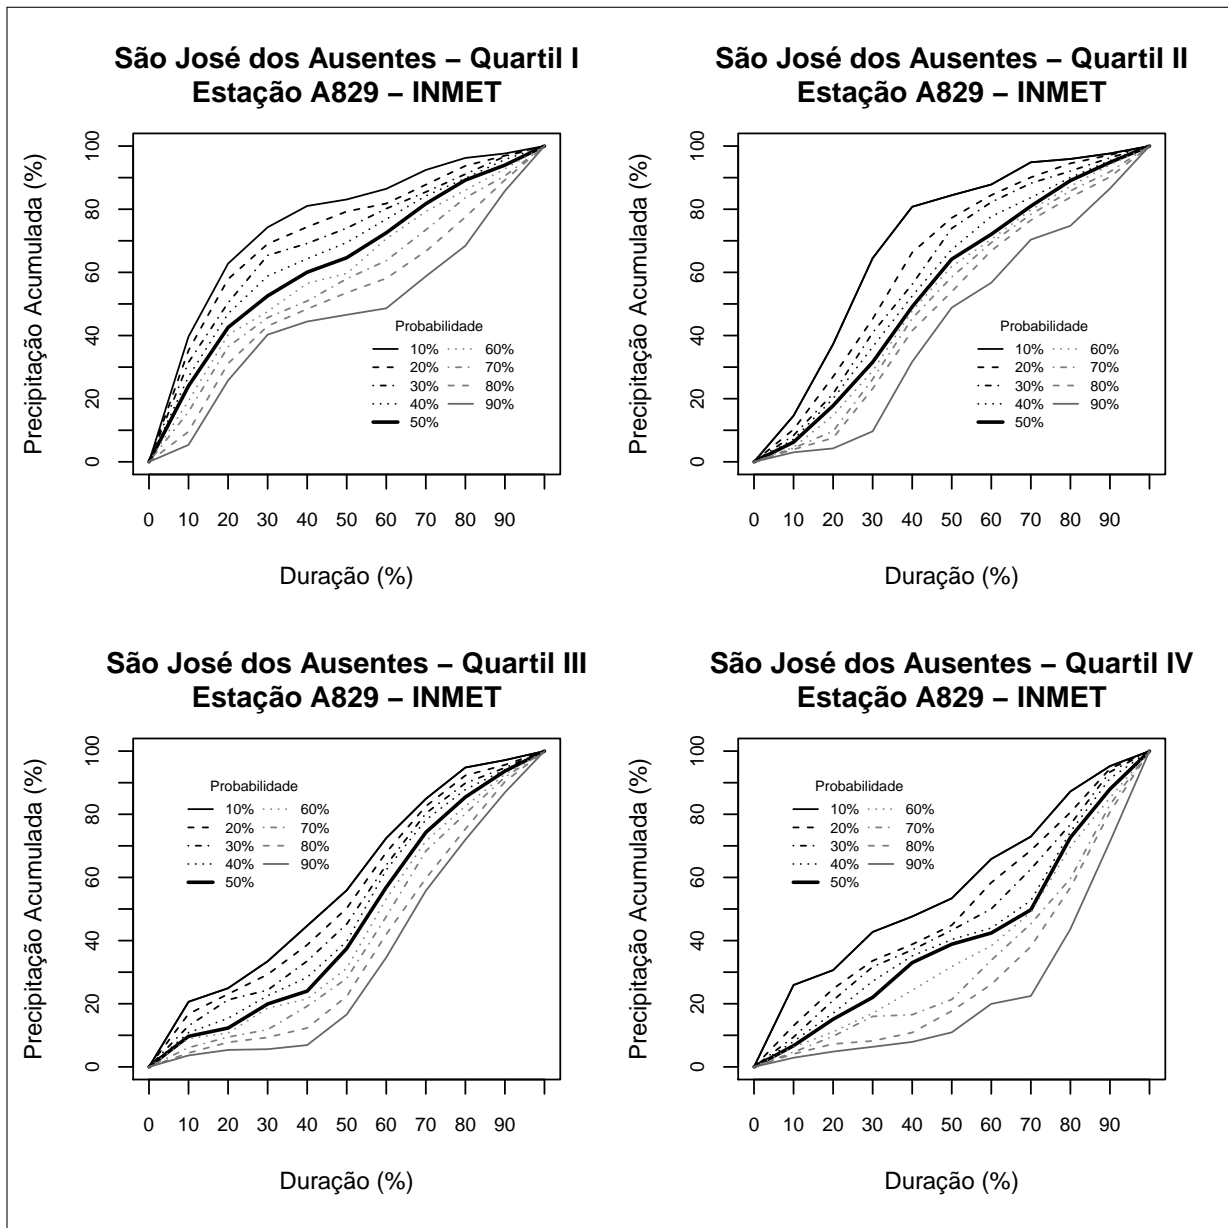 São José dos Ausentes – Quartil I
Estação A829 – INMET
Precipitação Acumulada (%)
100
80
60
40
20
0
Probabilidade
10% 60%
20% 70%
30% 80%
40% 90%
50%
0 10 20 30 40 50 60 70 80 90
Duração (%)
São José dos Ausentes – Quartil II
Estação A829 – INMET
Precipitação Acumulada (%)
100
80
60
40
20
0
Probabilidade
10% 60%
20% 70%
30% 80%
40% 90%
50%
0 10 20 30 40 50 60 70 80 90
Duração (%)
São José dos Ausentes – Quartil III
Estação A829 – INMET
Precipitação Acumulada (%)
100
80
60
40
20
0
Probabilidade
10% 60%
20% 70%
30% 80%
40% 90%
50%
0 10 20 30 40 50 60 70 80 90
Duração (%)
São José dos Ausentes – Quartil IV
Estação A829 – INMET
Precipitação Acumulada (%)
100
80
60
40
20
0
Probabilidade
10% 60%
20% 70%
30% 80%
40% 90%
50%
0 10 20 30 40 50 60 70 80 90
Duração (%)